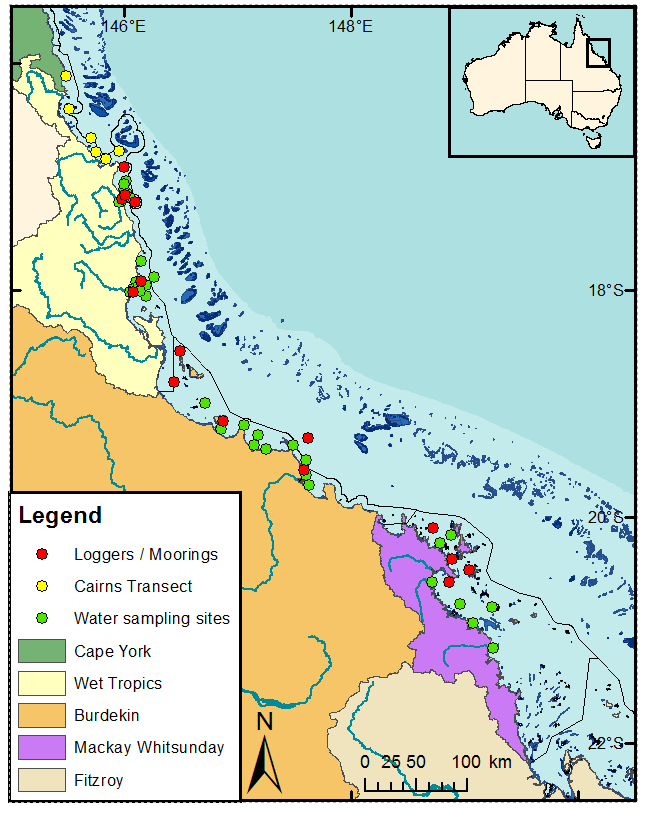 146°E
148°E
18°S
20°S
Legend
Loggers / Moorings
Cairns Transect
Water sampling sites
Cape York
Wet Tropics
Burdekin
Mackay Whitsunday
Fitzroy
N
22°S
0 25 50 100 km